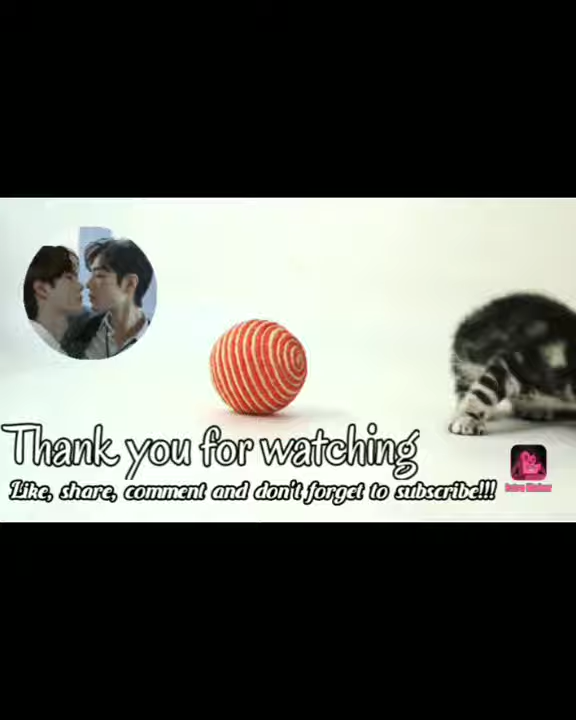 Thank you for watching
Like, share, comment and don't forget to subscribe!!!